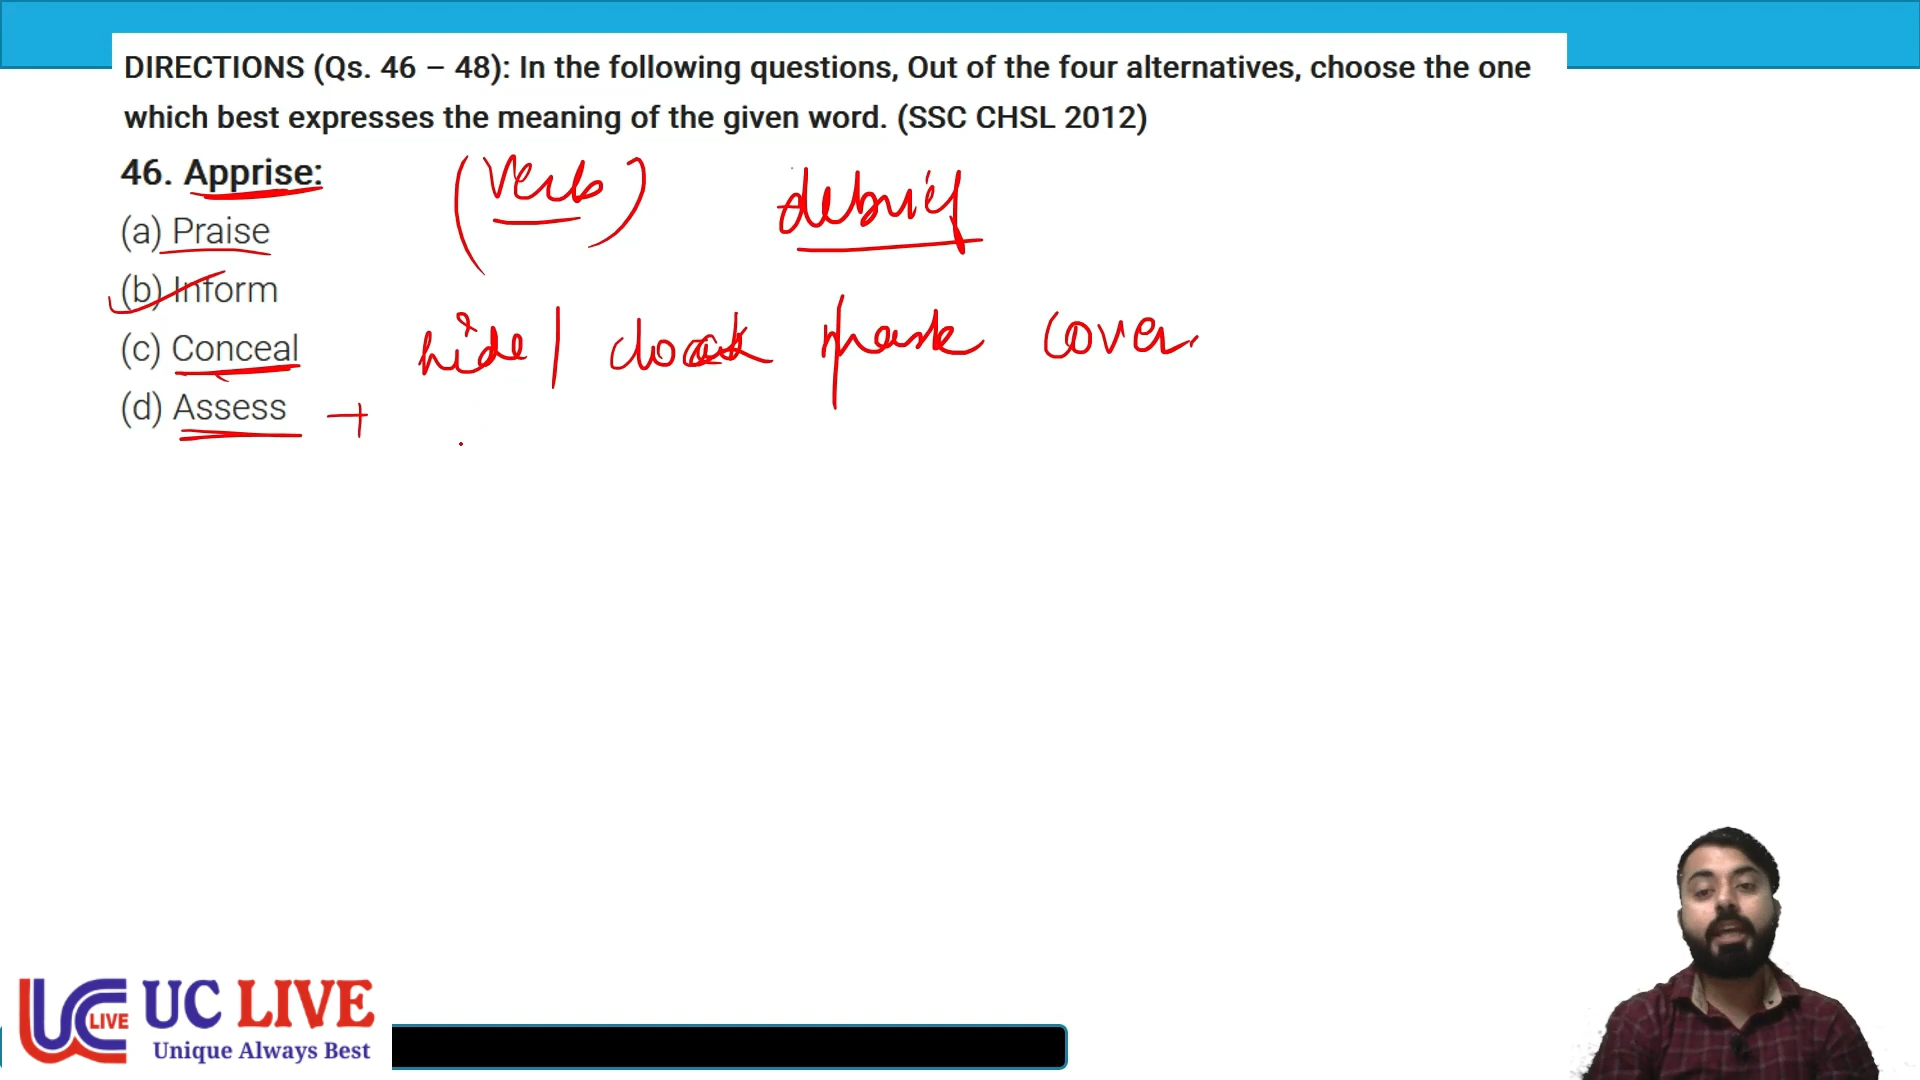 DIRECTIONS (Qs. 46 – 48): In the following questions, Out of the four alternatives, choose the one
which best expresses the meaning of the given word. (SSC CHSL 2012)
46. Apprise: (verb) debrief
(a) Praise
(b) Inform
(c) Conceal hide / cloak mask cover
(d) Assess
UC LIVE
LIVE
Unique Always Best